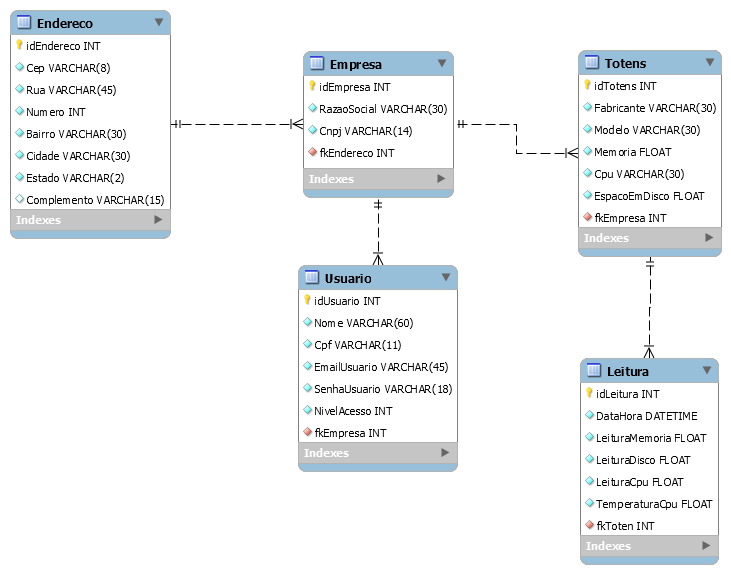 Endereco
idEndereco INT
Cep VARCHAR(8)
Rua VARCHAR(45)
Numero INT
Bairro VARCHAR(30)
Cidade VARCHAR(30)
Estado VARCHAR(2)
Complemento VARCHAR(15)
Indexes
Empresa
idEmpresa INT
RazaoSocial VARCHAR(30)
Cnpj VARCHAR(14)
fkEndereco INT
Indexes
Totens
idTotens INT
Fabricante VARCHAR(30)
Modelo VARCHAR(30)
Memoria FLOAT
Cpu VARCHAR(30)
EspacoEmDisco FLOAT
fkEmpresa INT
Indexes
Usuario
idUsuario INT
Nome VARCHAR(60)
Cpf VARCHAR(11)
EmailUsuario VARCHAR(45)
SenhaUsuario VARCHAR(18)
NivelAcesso INT
fkEmpresa INT
Indexes
Leitura
idLeitura INT
DataHora DATETIME
LeituraMemoria FLOAT
LeituraDisco FLOAT
LeituraCpu FLOAT
TemperaturaCpu FLOAT
fkToten INT
Indexes